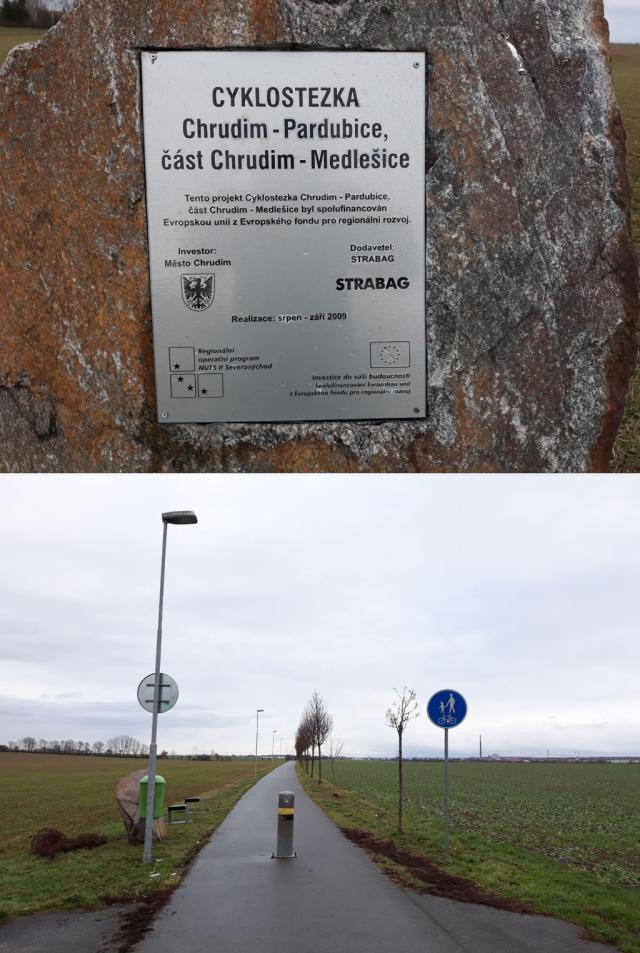 CYKLOSTEZKA
Chrudim - Pardubice,
část Chrudim - Medlešice
Tento projekt Cyklostezka Chrudim - Pardubice,
část Chrudim - Medlešice byl spolufinancován
Evropskou unií z Evropského fondu pro regionální rozvoj.
Investor:
Město Chrudim
Dodavatel:
STRABAG
STRABAG
Realizace: srpen - září 2009
Regionální
operační program
NUTS II Severovýchod
Investice do vaší budoucnosti
Spolufinancování Evropskou unií
z Evropského fondu pro regionální rozvoj